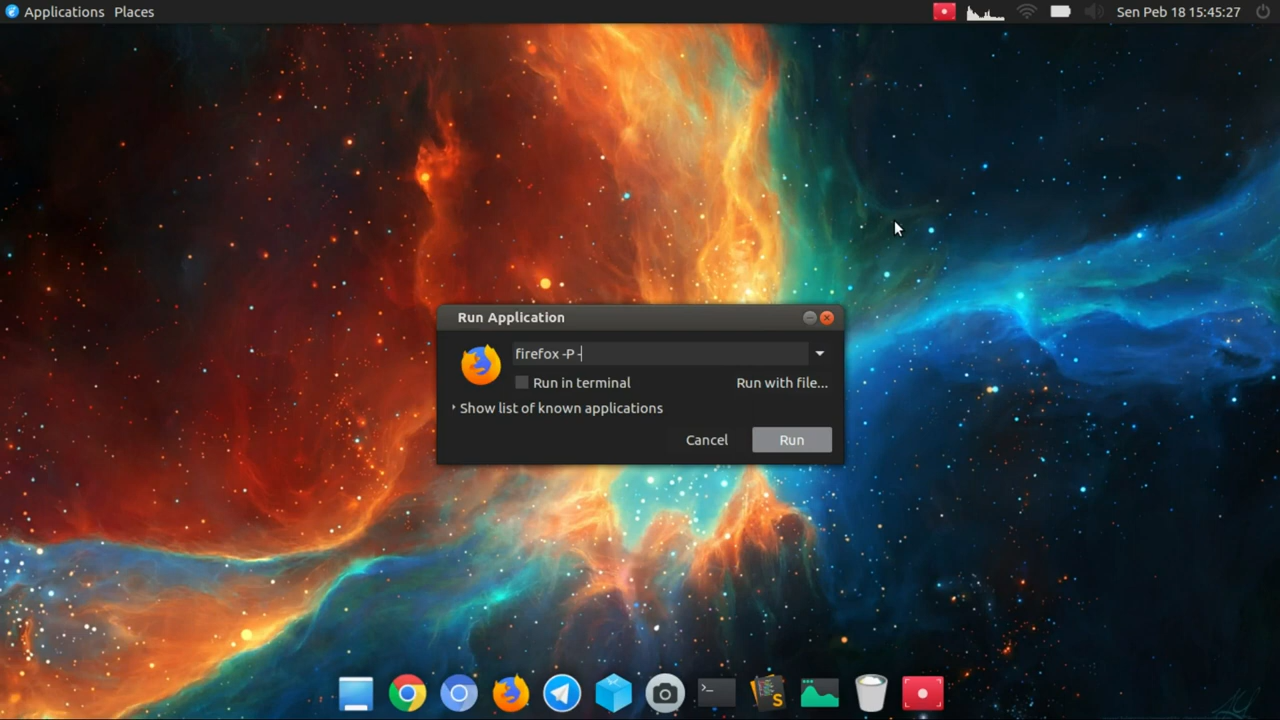 Applications Places
Sen Peb 18 15:45:27
Run Application
firefox -P -
Run in terminal
Run with file...
Show list of known applications
Cancel
Run